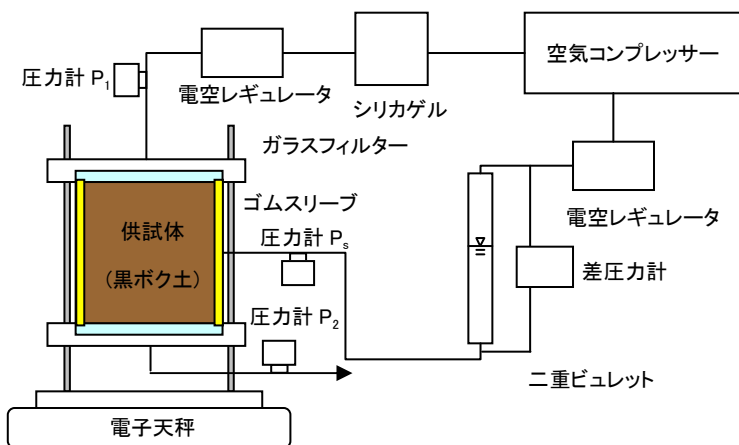 空気コンプレッサー
圧力計 P₁
電空レギュレータ
シリカゲル
ガラスフィルター
電空レギュレータ
ゴムスリーブ
供試体
(黒ボク土)
圧力計 Pₛ
差圧力計
圧力計 P₂
二重ビュレット
電子天秤